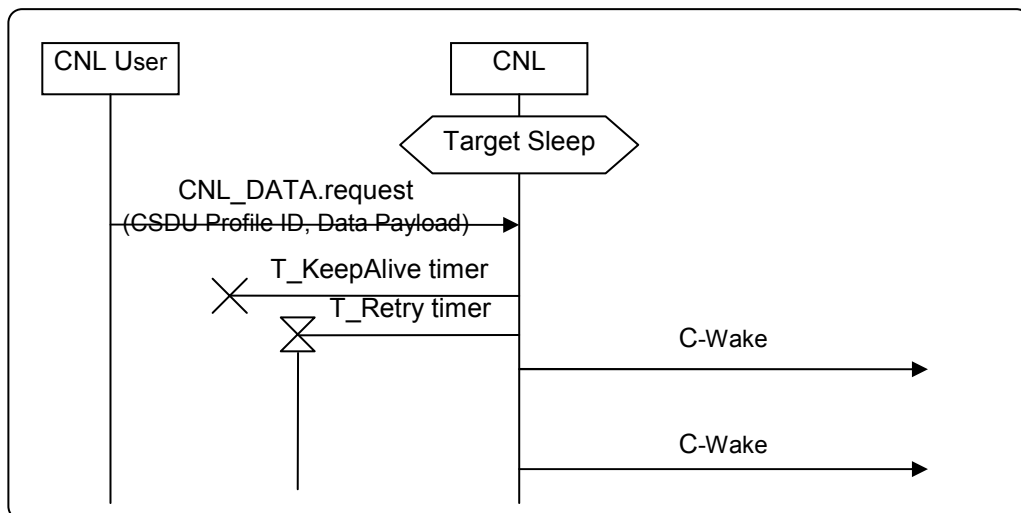 CNL User
CNL
Target Sleep
CNL_DATA.request
(CSDU Profile ID, Data Payload)
T_KeepAlive timer
T_Retry timer
C-Wake
C-Wake